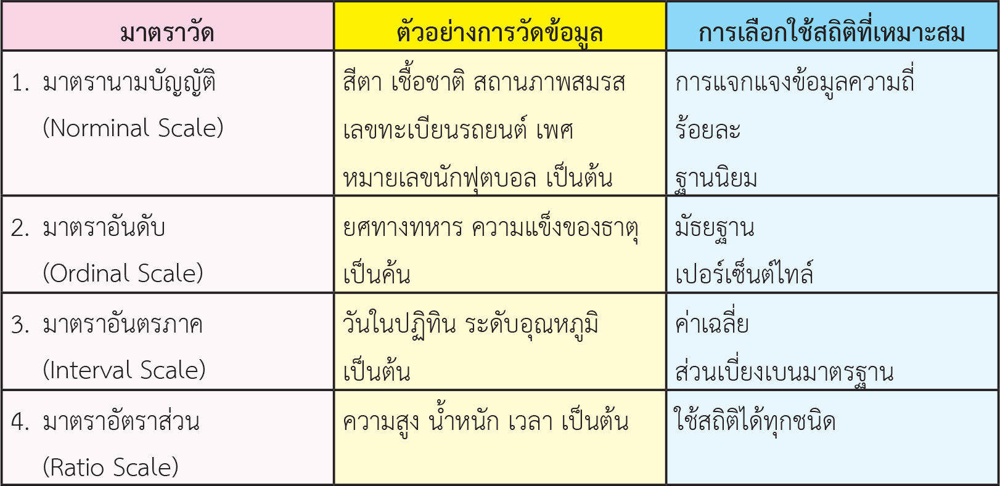 มาตราวัด
ตัวอย่างการวัดข้อมูล
การเลือกใช้สถิติที่เหมาะสม
1. มาตรานามบัญญัติ
(Norminal Scale)
สีตา เชื้อชาติ สถานภาพสมรส
เลขทะเบียนรถยนต์ เพศ
หมายเลขนักฟุตบอล เป็นต้น
การแจกแจงข้อมูลความถี่
ร้อยละ
ฐานนิยม
2. มาตราอันดับ
(Ordinal Scale)
ยศทางทหาร ความแข็งของธาตุ
เป็นค้น
มัธยฐาน
เปอร์เซ็นต์ไทล์
3. มาตราอันตรภาค
(Interval Scale)
วันในปฏิทิน ระดับอุณหภูมิ
เป็นต้น
ค่าเฉลี่ย
ส่วนเบี่ยงเบนมาตรฐาน
4. มาตราอัตราส่วน
(Ratio Scale)
ความสูง น้ำหนัก เวลา เป็นต้น
ใช้สถิติได้ทุกชนิด